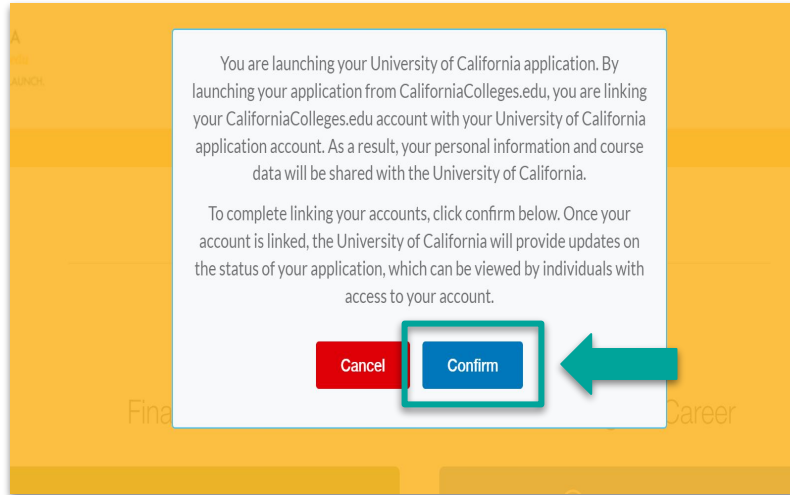 A
LAUNCH.
You are launching your University of California application. By
launching your application from CaliforniaColleges.edu, you are linking
your CaliforniaColleges.edu account with your University of California
application account. As a result, your personal information and course
data will be shared with the University of California.
To complete linking your accounts, click confirm below. Once your
account is linked, the University of California will provide updates on
the status of your application, which can be viewed by individuals with
access to your account.
Cancel Confirm
Fina Career